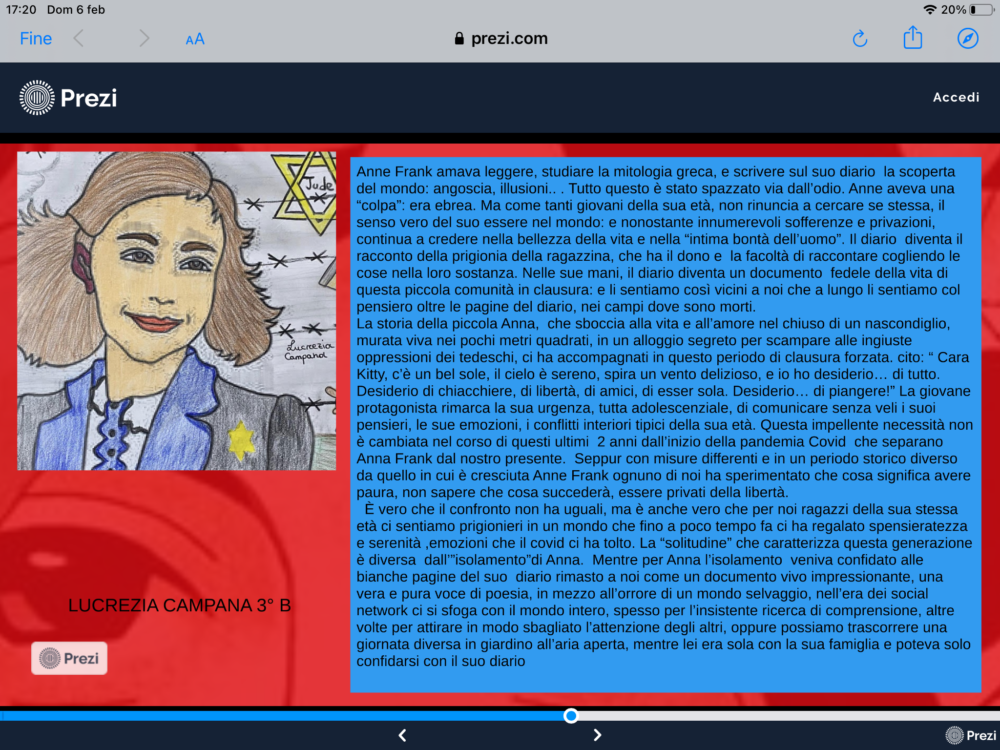 17:20 Dom 6 feb
20%
Fine
AA
prezi.com
Prezi
Accedi
Jude
Lucrezia
Campana
Anne Frank amava leggere, studiare la mitologia greca, e scrivere sul suo diario  la scoperta
del mondo: angoscia, illusioni.. . Tutto questo è stato spazzato via dall’odio. Anne aveva una
“colpa”: era ebrea. Ma come tanti giovani della sua età, non rinuncia a cercare se stessa, il
senso vero del suo essere nel mondo: e nonostante innumerevoli sofferenze e privazioni,
continua a credere nella bellezza della vita e nella “intima bontà dell’uomo”. Il diario  diventa il
racconto della prigionia della ragazzina, che ha il dono e  la facoltà di raccontare cogliendo le
cose nella loro sostanza. Nelle sue mani, il diario diventa un documento  fedele della vita di
questa piccola comunità in clausura: e li sentiamo così vicini a noi che a lungo li sentiamo col
pensiero oltre le pagine del diario, nei campi dove sono morti.
La storia della piccola Anna,  che sboccia alla vita e all’amore nel chiuso di un nascondiglio,
murata viva nei pochi metri quadrati, in un alloggio segreto per scampare alle ingiuste
oppressioni dei tedeschi, ci ha accompagnati in questo periodo di clausura forzata. cito: “ Cara
Kitty, c’è un bel sole, il cielo è sereno, spira un vento delizioso, e io ho desiderio… di tutto.
Desiderio di chiacchiere, di libertà, di amici, di esser sola. Desiderio… di piangere!” La giovane
protagonista rimarca la sua urgenza, tutta adolescenziale, di comunicare senza veli i suoi
pensieri, le sue emozioni, i conflitti interiori tipici della sua età. Questa impellente necessità non
è cambiata nel corso di questi ultimi  2 anni dall’inizio della pandemia Covid  che separano
Anna Frank dal nostro presente.  Seppur con misure differenti e in un periodo storico diverso
da quello in cui è cresciuta Anne Frank ognuno di noi ha sperimentato che cosa significa avere
paura, non sapere che cosa succederà, essere privati della libertà.
È vero che il confronto non ha uguali, ma è anche vero che per noi ragazzi della sua stessa
età ci sentiamo prigionieri in un mondo che fino a poco tempo fa ci ha regalato spensieratezza
e serenità ,emozioni che il covid ci ha tolto. La “solitudine” che caratterizza questa generazione
è diversa  dall’”isolamento”di Anna.  Mentre per Anna l’isolamento  veniva confidato alle
bianche pagine del suo  diario rimasto a noi come un documento vivo impressionante, una
vera e pura voce di poesia, in mezzo all’orrore di un mondo selvaggio, nell’era dei social
network ci si sfoga con il mondo intero, spesso per l’insistente ricerca di comprensione, altre
volte per attirare in modo sbagliato l’attenzione degli altri, oppure possiamo trascorrere una
giornata diversa in giardino all’aria aperta, mentre lei era sola con la sua famiglia e poteva solo
confidarsi con il suo diario
LUCREZIA CAMPANA 3° B
Prezi
Prezi